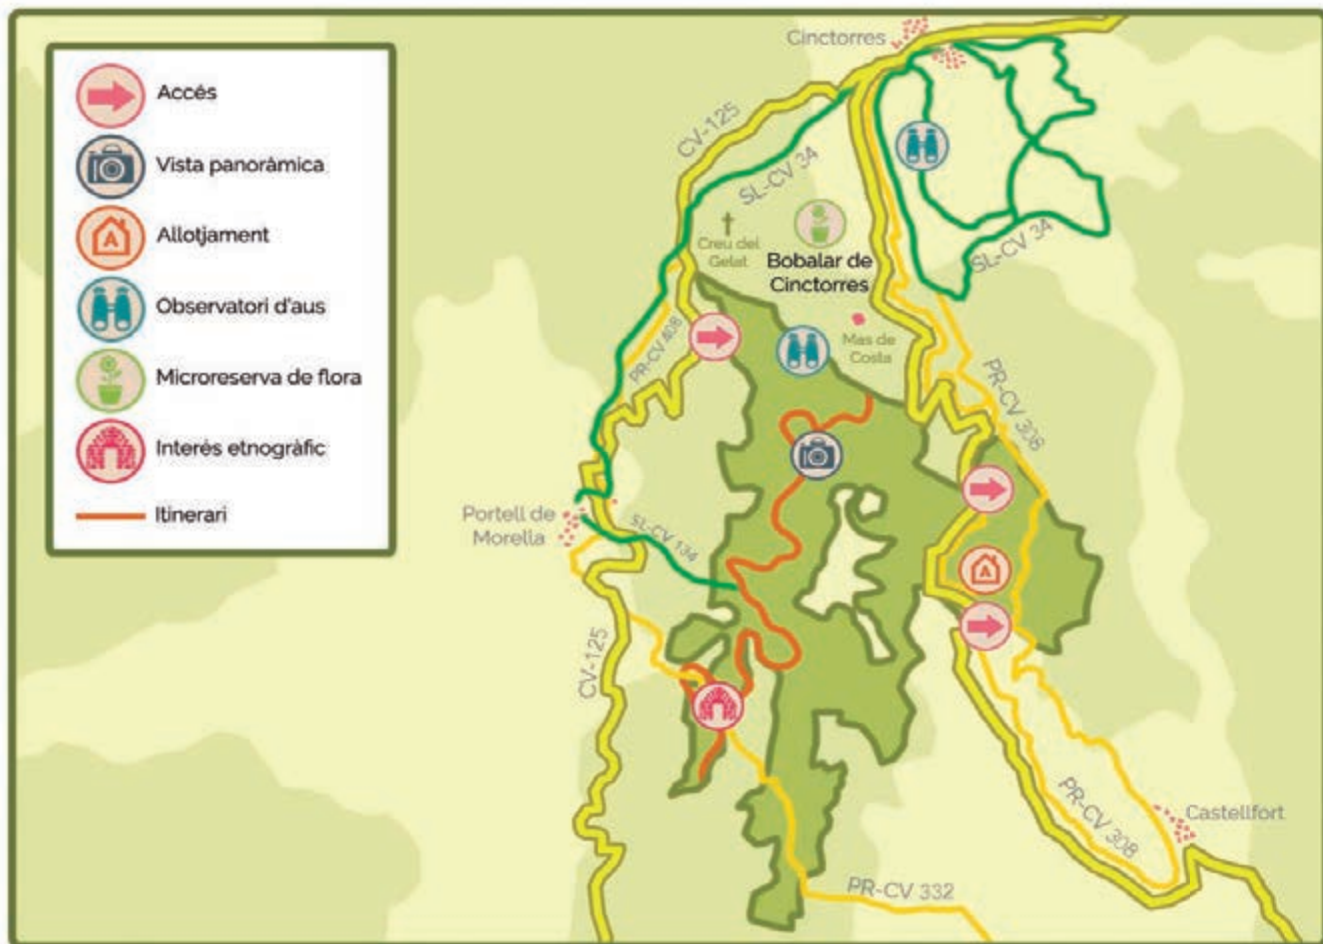 Accés
Vista panoràmica
Allotjament
Observatori d'aus
Microreserva de flora
Interès etnogràfic
Itinerari
Cinctorres
CV-125
SL-CV 34
Creu del
Gelat
Bobalar de
Cinctorres
SL-CV 34
Mas de
Costa
PR-CV 408
PR-CV 308
Portell de
Morella
SL-CV 134
A
A
CV-125
PR-CV 308
Castellfort
PR-CV 332